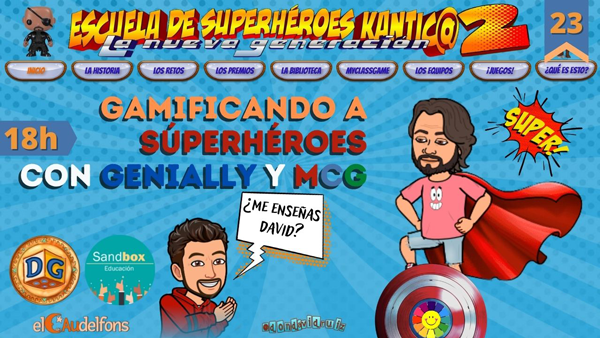 ESCUELA DE SUPERHÉROES KANTIC@ 2
La nueva generación
23
INICIO
LA HISTORIA
LOS RETOS
LOS PREMIOS
LA BIBLIOTECA
MYCLASSGAME
LOS EQUIPOS
¡JUEGOS!
¿QUÉ ES ESTO?
18h
GAMIFICANDO A
SÚPERHÉROES
CON GENIALLY Y MCG
SUPER!
¿ME ENSEÑAS
DAVID?
DG
Sandbox
Educación
elCAUdelfons
@dondavidruiz